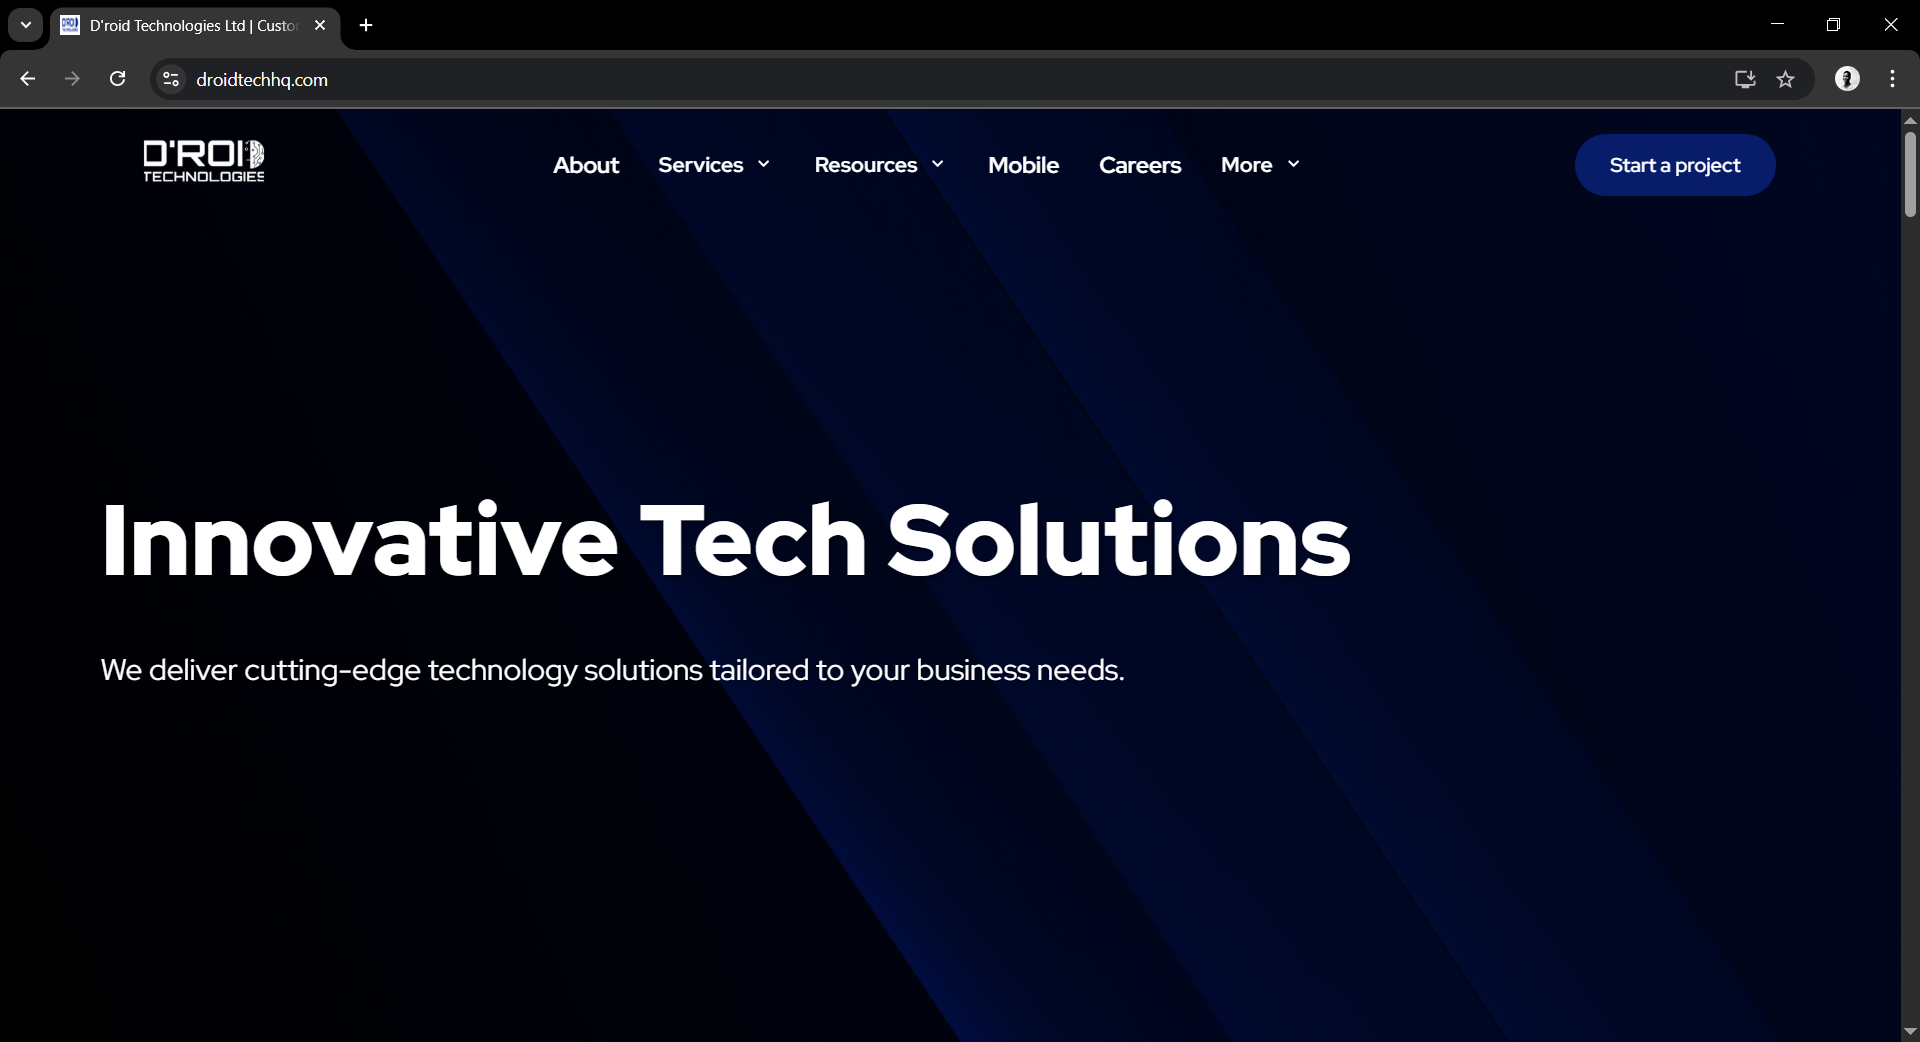 D'roid Technologies Ltd | Custo
droidtechhq.com
D'ROID
TECHNOLOGIES
About
Services
Resources
Mobile
Careers
More
Start a project
Innovative Tech Solutions
We deliver cutting-edge technology solutions tailored to your business needs.